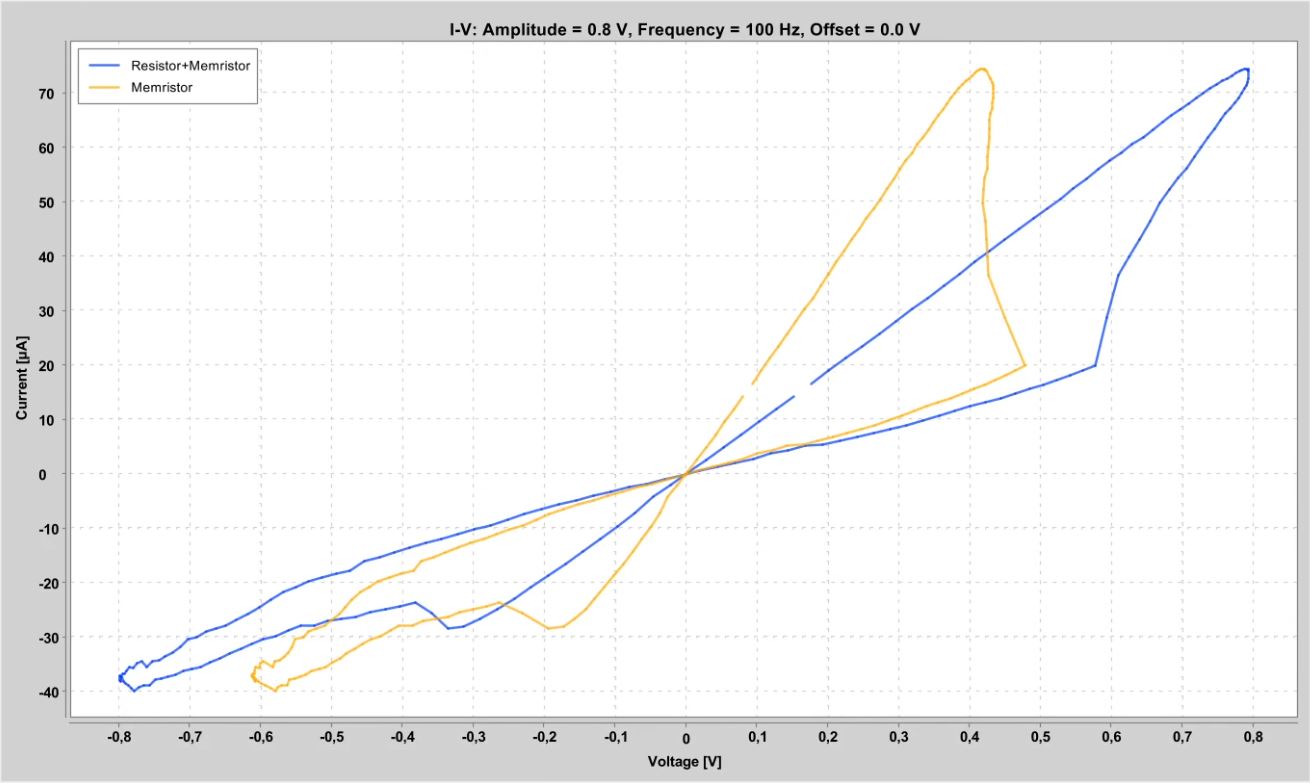 I-V: Amplitude = 0.8 V, Frequency = 100 Hz, Offset = 0.0 V
Resistor+Memristor
Memristor
70
60
50
40
30
20
10
0
-10
-20
-30
-40
Current [µA]
-0,8 -0,7 -0,6 -0,5 -0,4 -0,3 -0,2 -0,1 0 0,1 0,2 0,3 0,4 0,5 0,6 0,7 0,8
Voltage [V]